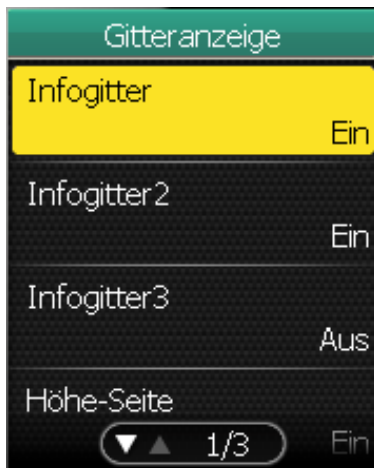 Gitteranzeige
Infogitter
Ein
Infogitter2
Ein
Infogitter3
Aus
Höhe-Seite
Ein
1/3